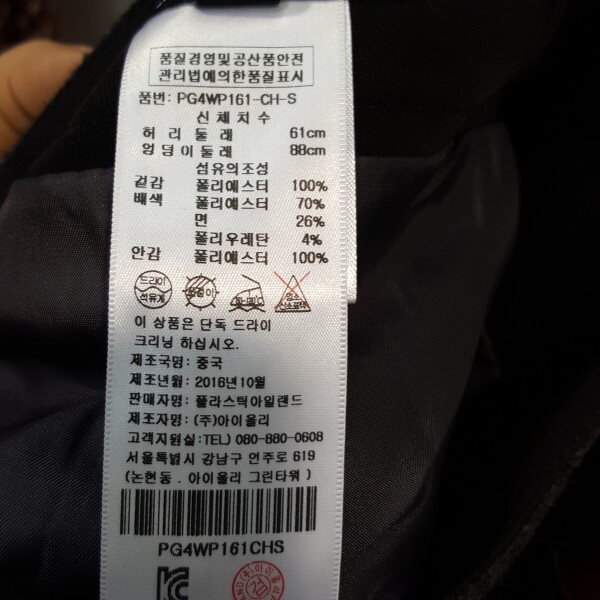 품질경영및공산품안전
관리법에의한품질표시
품번: PG4WP161-CH-S
신체치수
허리둘레 61cm
엉덩이둘레 88cm
섬유의조성
겉감 폴리에스터 100%
배색 폴리에스터 70%
면 26%
폴리우레탄 4%
안감 폴리에스터 100%
드라이
석유계
이 상품은 단독 드라이
크리닝 하십시오.
제조국명: 중국
제조년월: 2016년10월
판매자명: 플라스틱아일랜드
제조자명: (주)아이올리
고객지원실:TEL) 080-880-0608
서울특별시 강남구 언주로 619
(논현동 . 아이올리 그린타워 )
PG4WP161CHS